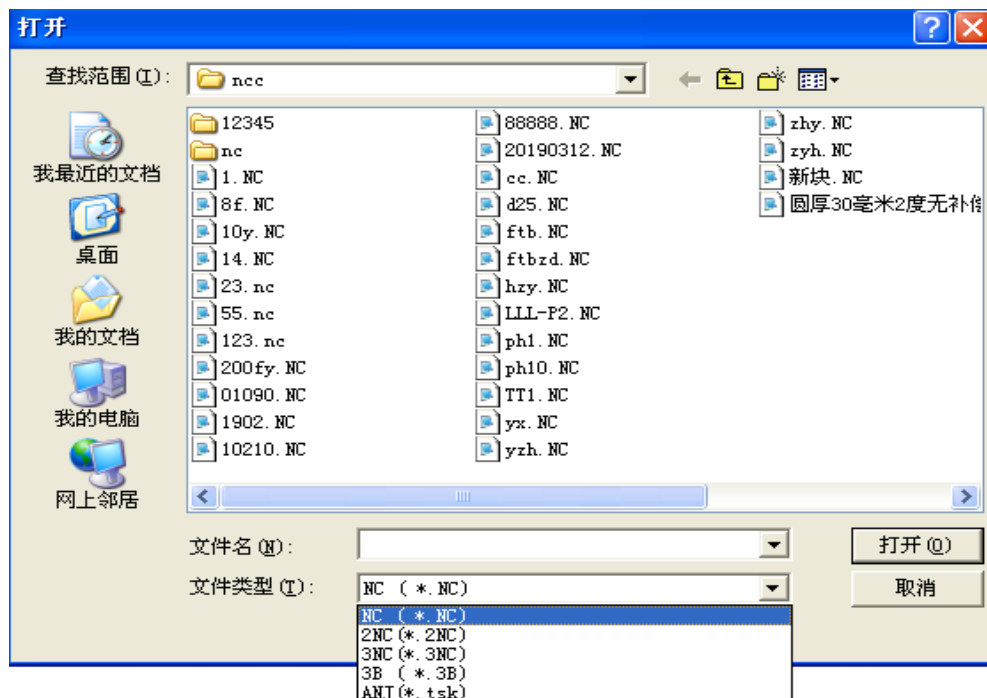 打开
查找范围(I): ncc
我最近的文档
桌面
我的文档
我的电脑
网上邻居
12345
nc
1.NC
8f.NC
10y.NC
14.NC
23.nc
55.nc
123.nc
200fy.NC
01090.NC
1902.NC
10210.NC
88888.NC
20190312.NC
cc.NC
d25.NC
ftb.NC
ftbzd.NC
hzy.NC
LLL-P2.NC
ph1.NC
ph10.NC
TT1.NC
yx.NC
yzh.NC
zhy.NC
zyh.NC
新块.NC
圆厚30毫米2度无补偿
文件名(N): 打开(O)
文件类型(T): NC ( *.NC) 取消
NC ( *.NC)
2NC(*.2NC)
3NC(*.3NC)
3B ( *.3B)
ANT(*.tsk)